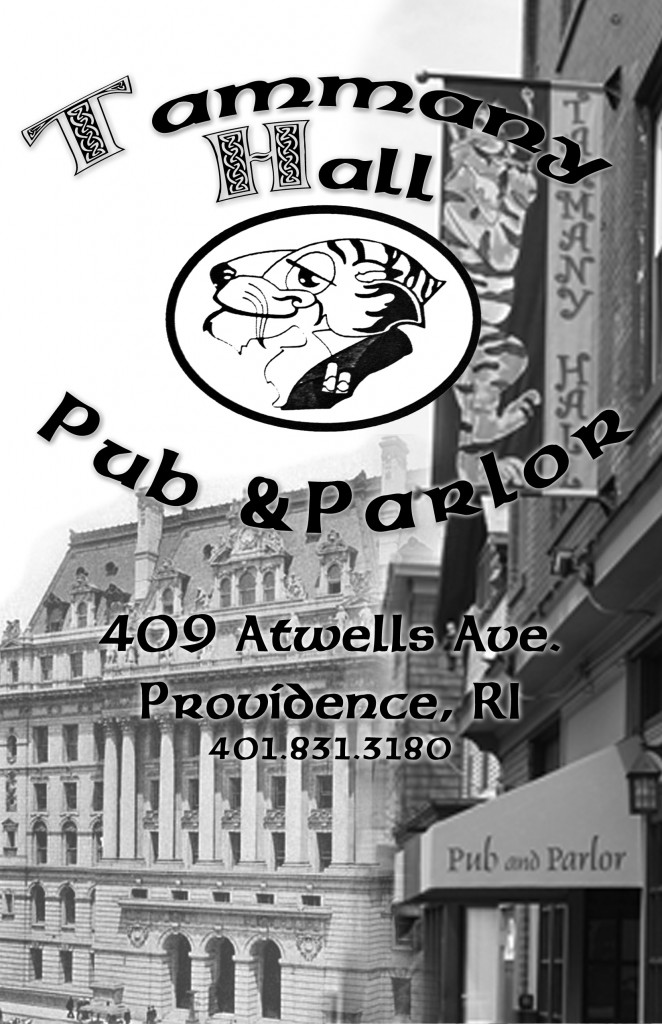 Tammany
Hall
Pub & Parlor
409 Atwells Ave.
Providence, RI
401.831.3180
TAMMANY HALL
Pub and Parlor